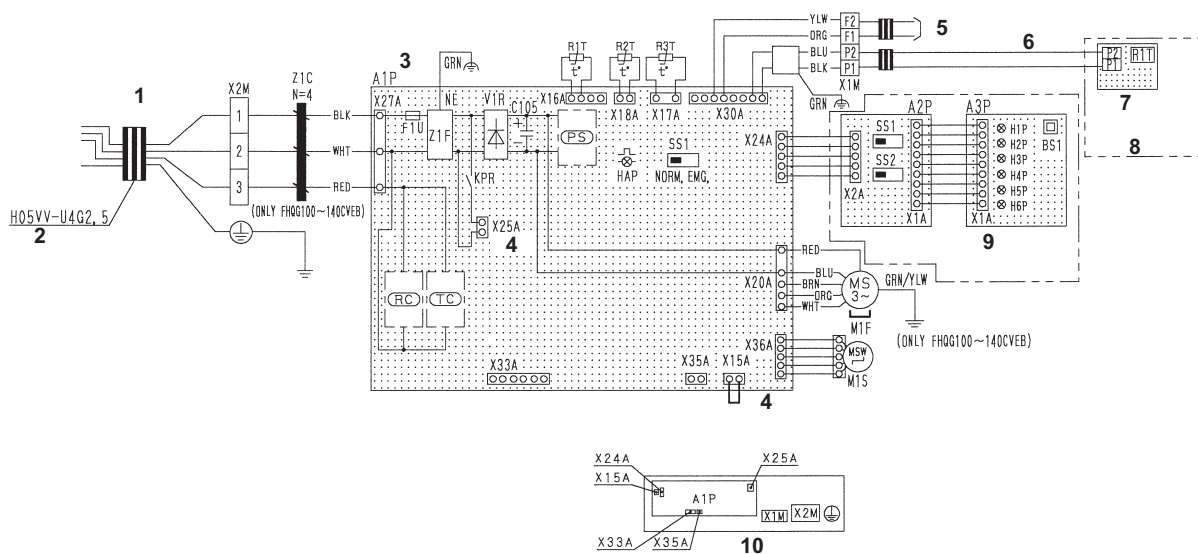 YLW F2
ORG F1
BLU P2
BLK P1
X1M
GRN
5
6
P2
P1
R1T
7
8
R1T
R2T
R3T
t°
t°
t°
3
GRN
A1P
1
X2M
Z1C
N=4
X27A
NE
V1R
C105
X16A
X18A
X17A
X30A
A2P
A3P
1
BLK
F1U
Z1F
+
-
PS
SS1
X24A
SS1
H1P
BS1
2
WHT
H2P
HAP
NORM. EMG.
SS2
H3P
H4P
3
RED
KPR
X2A
H5P
H6P
(ONLY FHQG100~140CVEB)
X25A
X1A
X1A
H05VV-U4G2,5
2
4
9
RED
RC
TC
X20A
BLU
BRN
ORG
WHT
MS
3~
GRN/YLW
M1F
(ONLY FHQG100~140CVEB)
X36A
MSW
M1S
X33A
X35A
X15A
4
X24A
X15A
X25A
A1P
X1M
X2M
X33A
X35A
10